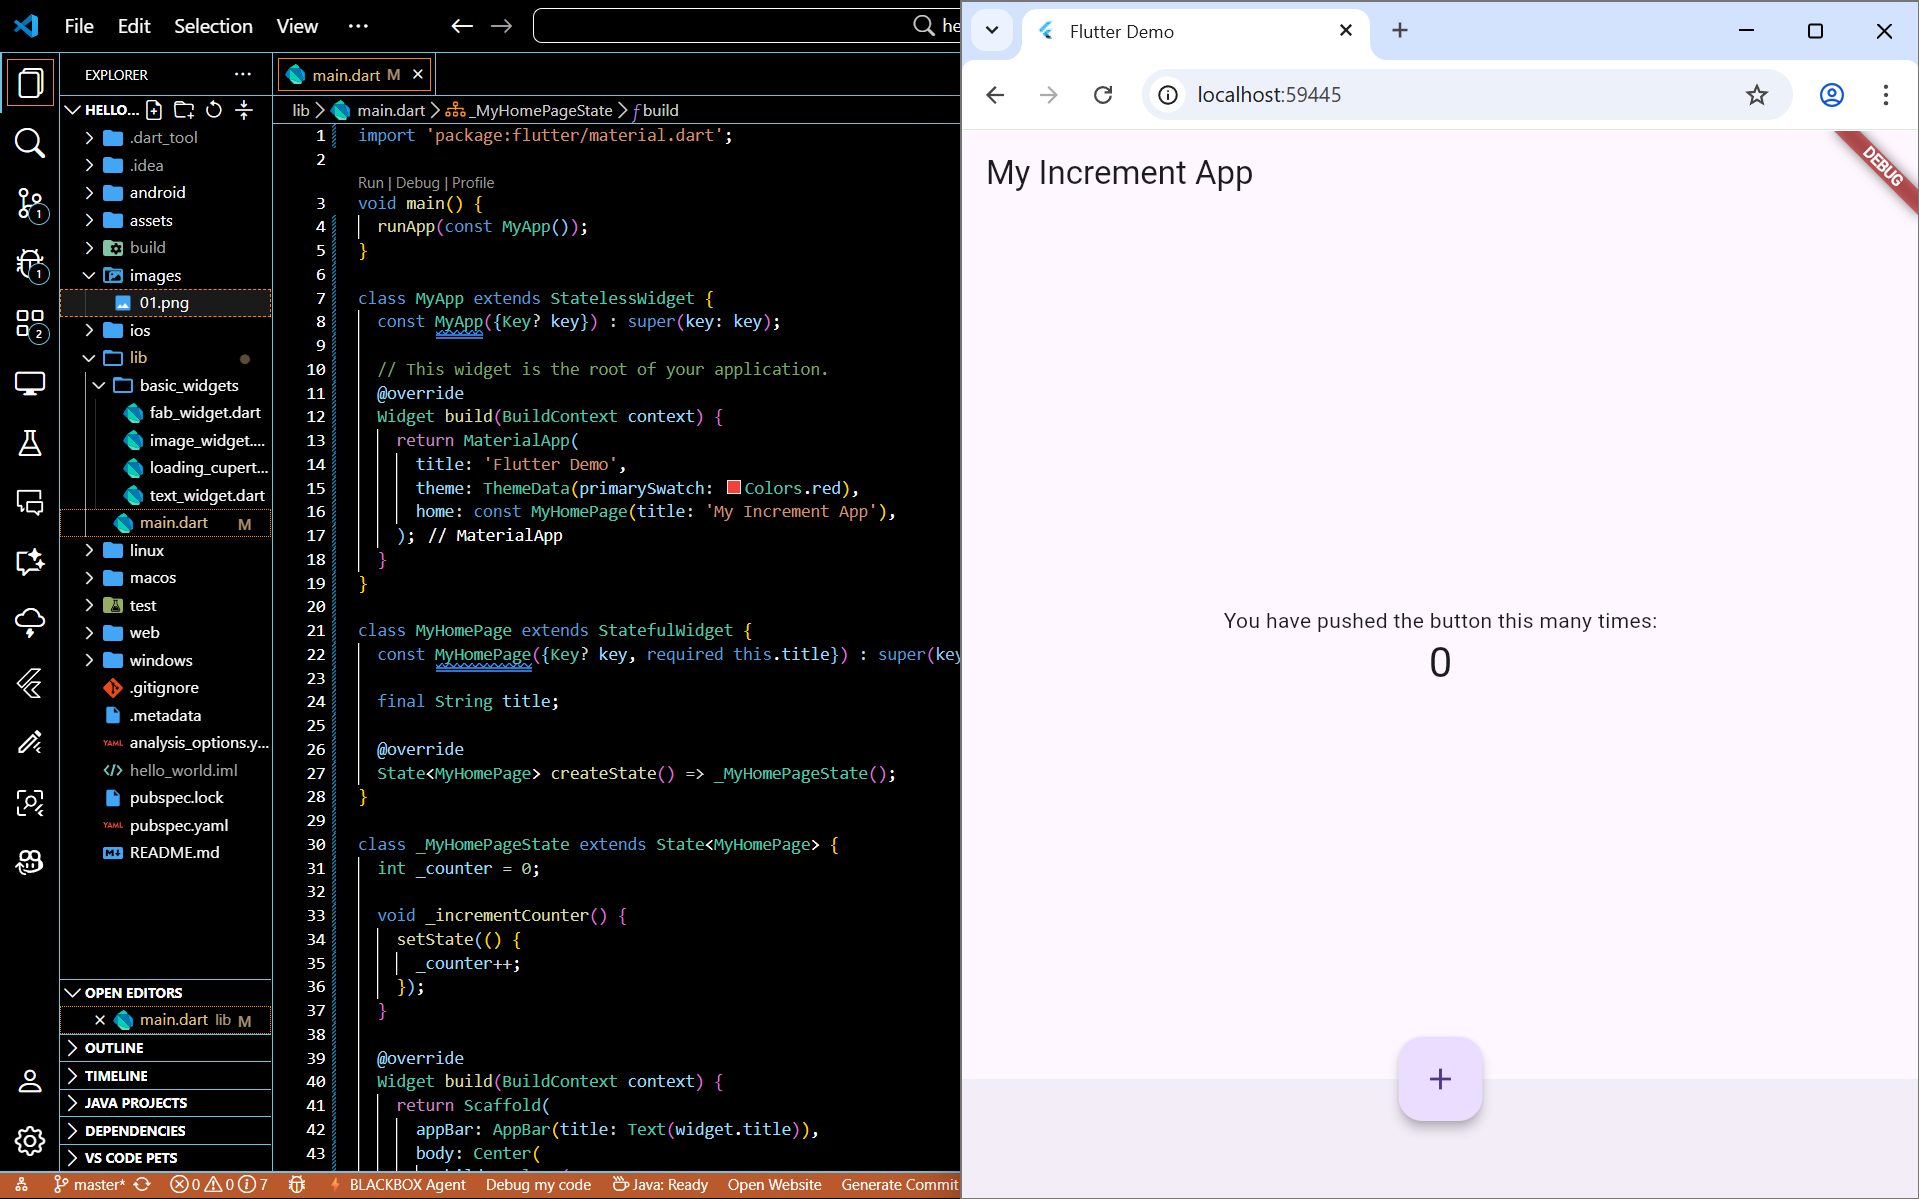 File Edit Selection View ··· he
EXPLORER ···
HELLO...
.dart_tool
.idea
android
assets
build
images
01.png
ios
lib
basic_widgets
fab_widget.dart
image_widget....
loading_cupert...
text_widget.dart
main.dart M
linux
macos
test
web
windows
.gitignore
.metadata
YAML analysis_options.y...
hello_world.iml
pubspec.lock
YAML pubspec.yaml
README.md
OPEN EDITORS
main.dart lib M
OUTLINE
TIMELINE
JAVA PROJECTS
DEPENDENCIES
VS CODE PETS
1
1
2
main.dart M
lib > main.dart > _MyHomePageState > build
1 import 'package:flutter/material.dart';
2
Run | Debug | Profile
3 void main() {
4 runApp(const MyApp());
5 }
6
7 class MyApp extends StatelessWidget {
8 const MyApp({Key? key}) : super(key: key);
9
10 // This widget is the root of your application.
11 @override
12 Widget build(BuildContext context) {
13 return MaterialApp(
14 title: 'Flutter Demo',
15 theme: ThemeData(primarySwatch: Colors.red),
16 home: const MyHomePage(title: 'My Increment App'),
17 ); // MaterialApp
18 }
19 }
20
21 class MyHomePage extends StatefulWidget {
22 const MyHomePage({Key? key, required this.title}) : super(key
23
24 final String title;
25
26 @override
27 State<MyHomePage> createState() => _MyHomePageState();
28 }
29
30 class _MyHomePageState extends State<MyHomePage> {
31 int _counter = 0;
32
33 void _incrementCounter() {
34 setState(() {
35 _counter++;
36 });
37 }
38
39 @override
40 Widget build(BuildContext context) {
41 return Scaffold(
42 appBar: AppBar(title: Text(widget.title)),
43 body: Center(
master* 0 0 7 BLACKBOX Agent Debug my code Java: Ready Open Website Generate Commit
Flutter Demo
localhost:59445
My Increment App
DEBUG
You have pushed the button this many times:
0
+